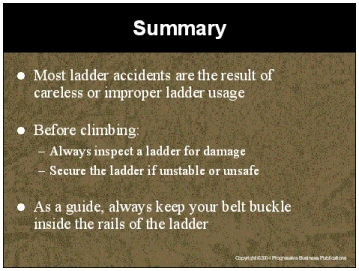 Summary
● Most ladder accidents are the result of
careless or improper ladder usage
● Before climbing:
– Always inspect a ladder for damage
– Secure the ladder if unstable or unsafe
● As a guide, always keep your belt buckle
inside the rails of the ladder
Copyright ©2004 Progressive Business Publications